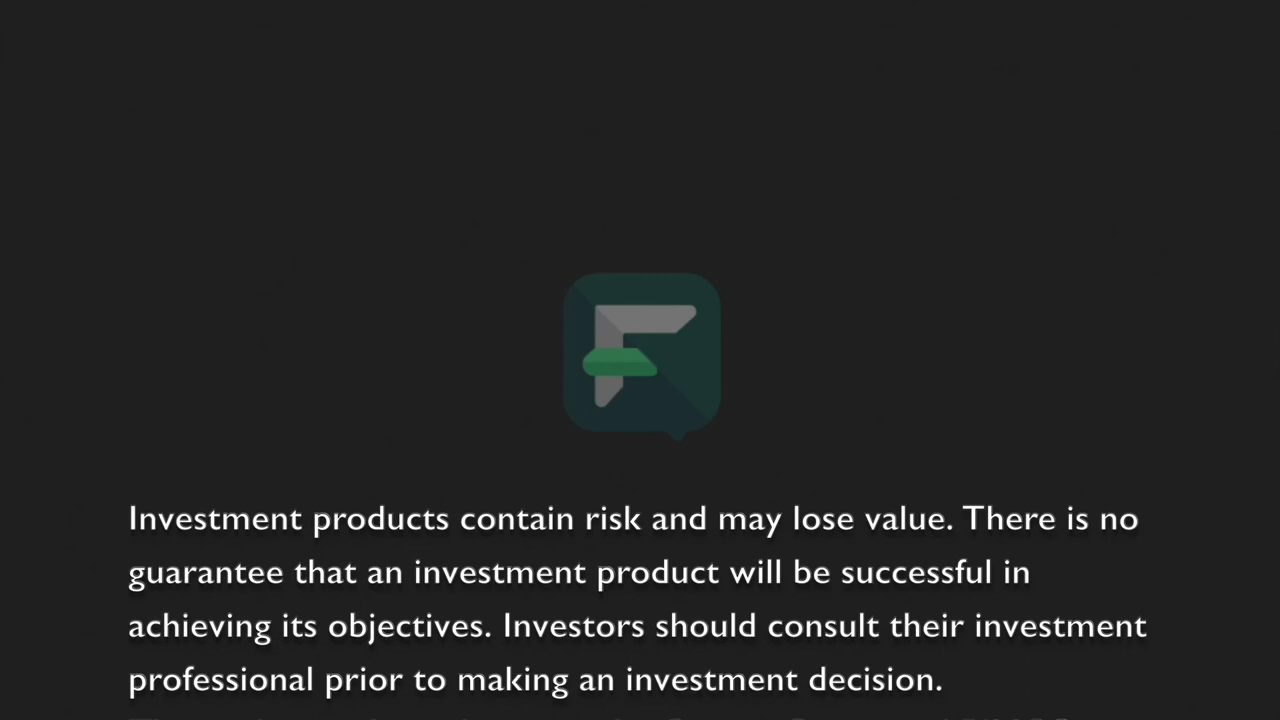 Investment products contain risk and may lose value. There is no
guarantee that an investment product will be successful in
achieving its objectives. Investors should consult their investment
professional prior to making an investment decision.